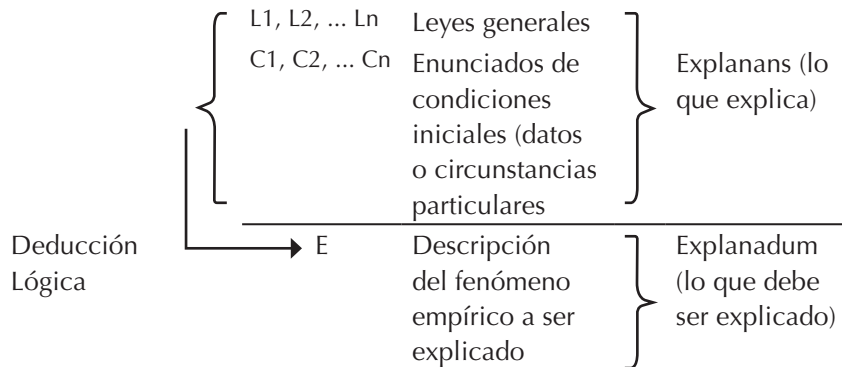 L1, L2, ... Ln Leyes generales
C1, C2, ... Cn Enunciados de
condiciones
iniciales (datos
o circunstancias
particulares
Explanans (lo
que explica)
Deducción
Lógica
E Descripción
del fenómeno
empírico a ser
explicado
Explanadum
(lo que debe
ser explicado)